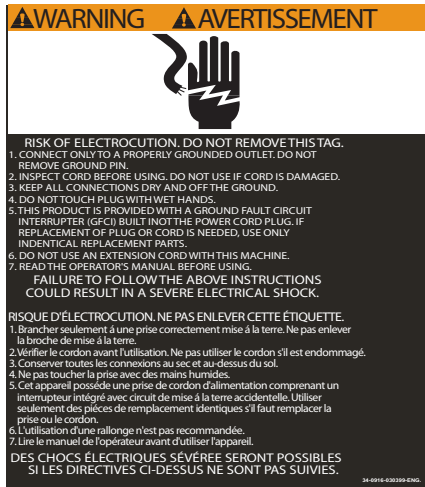 WARNING AVERTISSEMENT
RISK OF ELECTROCUTION. DO NOT REMOVE THIS TAG.
1. CONNECT ONLY TO A PROPERLY GROUNDED OUTLET. DO NOT
REMOVE GROUND PIN.
2. INSPECT CORD BEFORE USING. DO NOT USE IF CORD IS DAMAGED.
3. KEEP ALL CONNECTIONS DRY AND OFF THE GROUND.
4. DO NOT TOUCH PLUG WITH WET HANDS.
5. THIS PRODUCT IS PROVIDED WITH A GROUND FAULT CIRCUIT
INTERRUPTER (GFCI) BUILT INOT THE POWER CORD PLUG. IF
REPLACEMENT OF PLUG OR CORD IS NEEDED, USE ONLY
INDENTICAL REPLACEMENT PARTS.
6. DO NOT USE AN EXTENSION CORD WITH THIS MACHINE.
7. READ THE OPERATOR'S MANUAL BEFORE USING.
FAILURE TO FOLLOW THE ABOVE INSTRUCTIONS
COULD RESULT IN A SEVERE ELECTRICAL SHOCK.
RISQUE D'ÉLECTROCUTION. NE PAS ENLEVER CETTE ÉTIQUETTE.
1. Brancher seulement á une prise correctement mise á la terre. Ne pas enlever
la broche de mise á la terre.
2. Vérifier le cordon avant l'utilisation. Ne pas utiliser le cordon s'il est endommagé.
3. Conserver toutes les connexions au sec et au-dessus du sol.
4. Ne pas toucher la prise avec des mains humides.
5. Cet appareil posséde une prise de cordon d'alimentation comprenant un
interrupteur intégré avec circuit de mise á la terre accidentelle. Utiliser
seulement des piéces de remplacement identiques s'il faut remplacer la
prise ou le cordon.
6. L'utilisation d'une rallonge n'est pas recommandée.
7. Lire le manuel de l'opérateur avant d'utiliser l'appareil.
DES CHOCS ÉLECTRIQUES SÉVÉREE SERONT POSSIBLES
SI LES DIRECTIVES CI-DESSUS NE SONT PAS SUIVIES.
34-0916-030399-ENG.